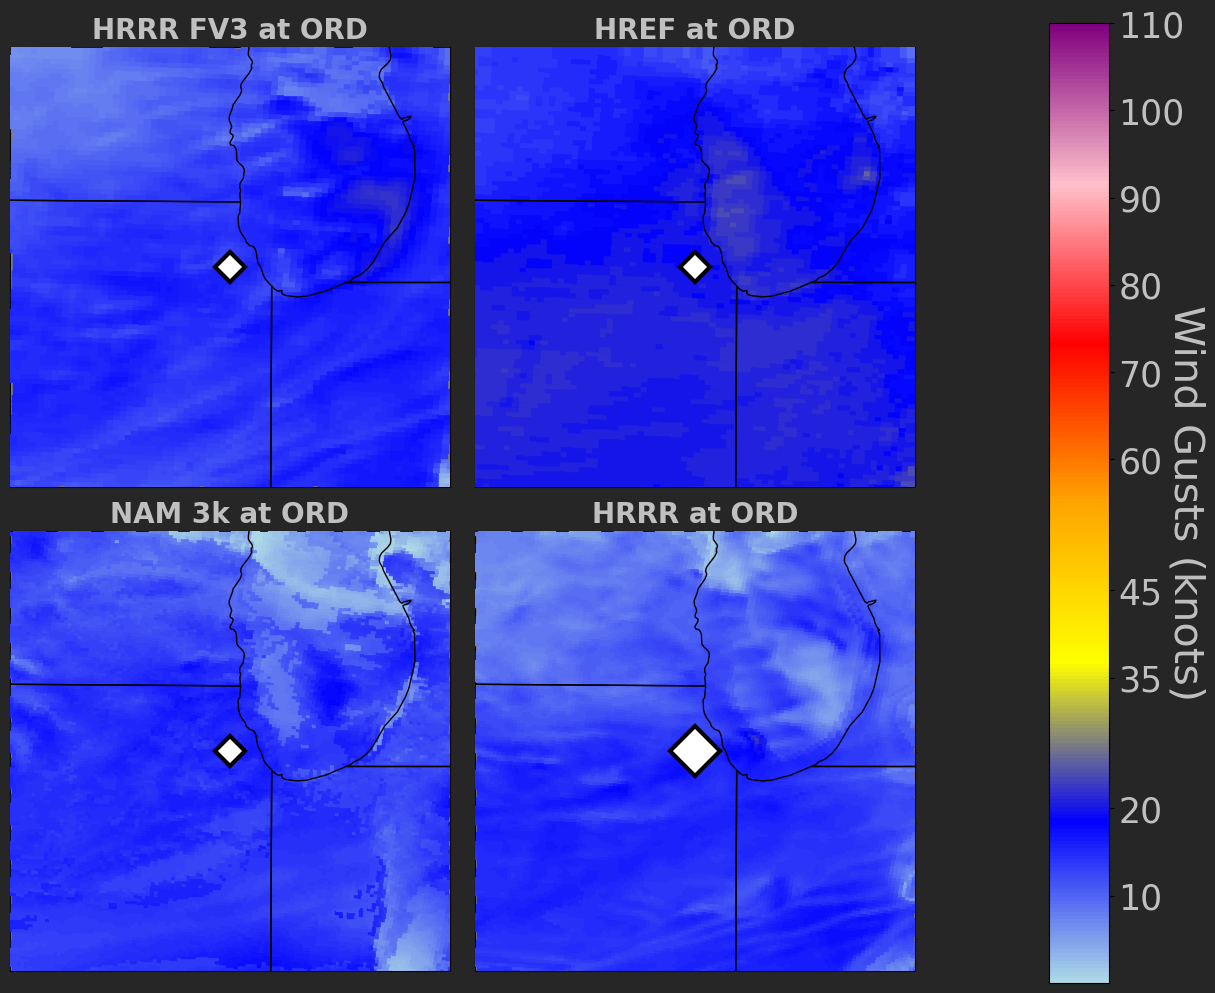 HRRR FV3 at ORD
HREF at ORD
NAM 3k at ORD
HRRR at ORD
110
100
90
80
70
60
45
35
20
10
Wind Gusts (knots)